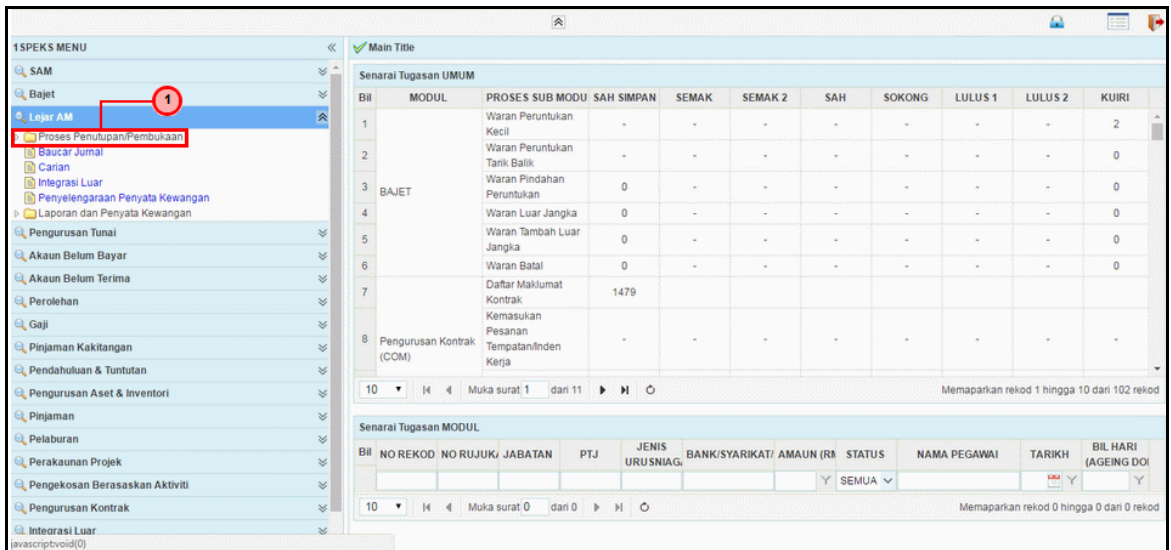 1SPEKS MENU
Main Title
SAM
Bajet
1
Lejar AM
Proses Penutupan/Pembukaan
Baucar Jurnal
Carian
Integrasi Luar
Penyelengaraan Penyata Kewangan
Laporan dan Penyata Kewangan
Pengurusan Tunai
Akaun Belum Bayar
Akaun Belum Terima
Perolehan
Gaji
Pinjaman Kakitangan
Pendahuluan & Tuntutan
Pengurusan Aset & Inventori
Pinjaman
Pelaburan
Perakaunan Projek
Pengekosan Berasaskan Aktiviti
Pengurusan Kontrak
Integrasi Luar
javascript:void(0)
Senarai Tugasan UMUM
Bil MODUL PROSES SUB MODU SAH SIMPAN SEMAK SEMAK 2 SAH SOKONG LULUS 1 LULUS 2 KUIRI
1 Waran Peruntukan Kecil - - - - - - - 2
2 Waran Peruntukan Tarik Balik - - - - - - - 0
3 BAJET Waran Pindahan Peruntukan 0 - - - - - - 0
4 Waran Luar Jangka 0 - - - - - - 0
5 Waran Tambah Luar Jangka 0 - - - - - - 0
6 Waran Batal 0 - - - - - - 0
7 Daftar Maklumat Kontrak 1479
8 Pengurusan Kontrak (COM) Kemasukan Pesanan Tempatan/Inden Kerja - - - - - - - -
10 Muka surat 1 dari 11 Memaparkan rekod 1 hingga 10 dari 102 rekod
Senarai Tugasan MODUL
Bil NO REKOD NO RUJUK JABATAN PTJ JENIS URUSNIAG BANK/SYARIKAT/ AMAUN (RM STATUS NAMA PEGAWAI TARIKH BIL HARI (AGEING DO
SEMUA
10 Muka surat 0 dari 0 Memaparkan rekod 0 hingga 0 dari 0 rekod